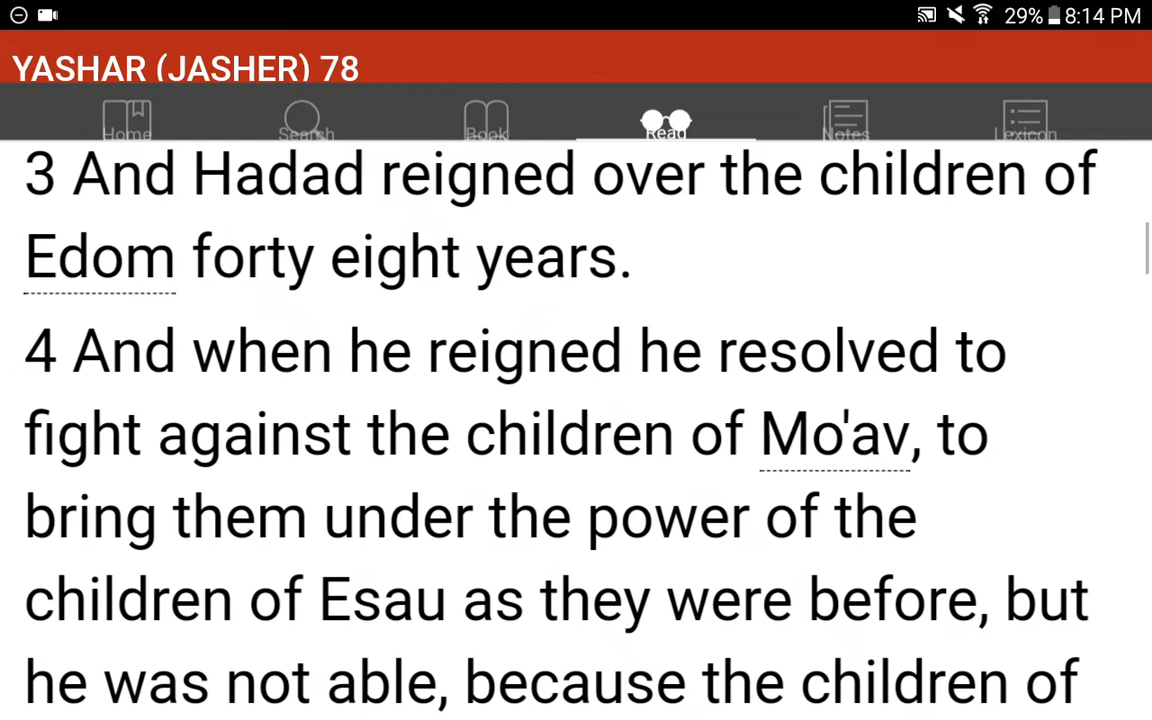 29% 8:14 PM
YASHAR (JASHER) 78
Home Search Book Read Notes Lexicon
3 And Hadad reigned over the children of
Edom forty eight years.
4 And when he reigned he resolved to
fight against the children of Mo'av, to
bring them under the power of the
children of Esau as they were before, but
he was not able, because the children of